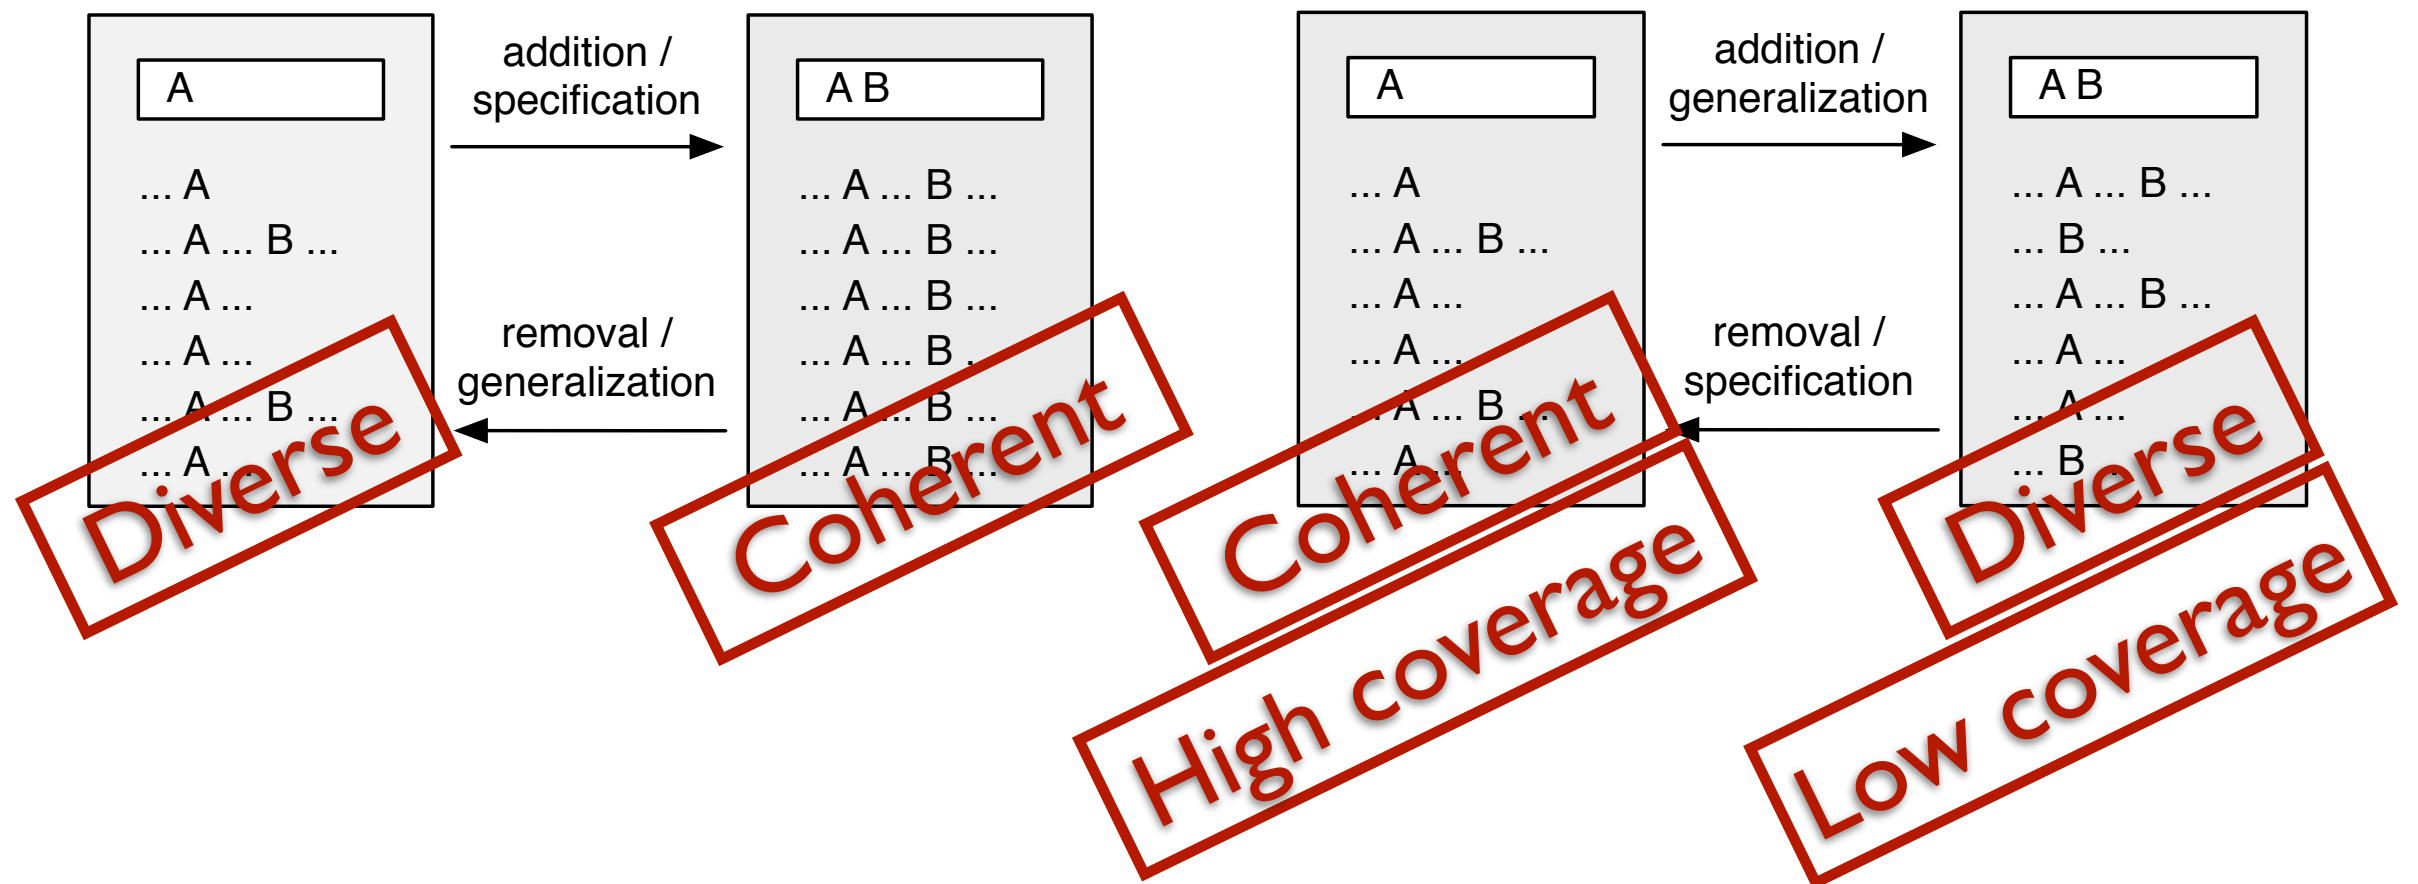 A
... A
... A ... B ...
... A ...
... A ...
... A ... B ...
... A ...
Diverse
addition /
specification
removal /
generalization
A B
... A ... B ...
... A ... B ...
... A ... B ...
... A ... B ...
... A ... B ...
... A ... B ...
Coherent
A
... A
... A ... B ...
... A ...
... A ...
... A ... B ...
... A ...
Coherent
High coverage
addition /
generalization
removal /
specification
A B
... A ... B ...
... B ...
... A ... B ...
... A ...
... A ...
... B ...
Diverse
Low coverage